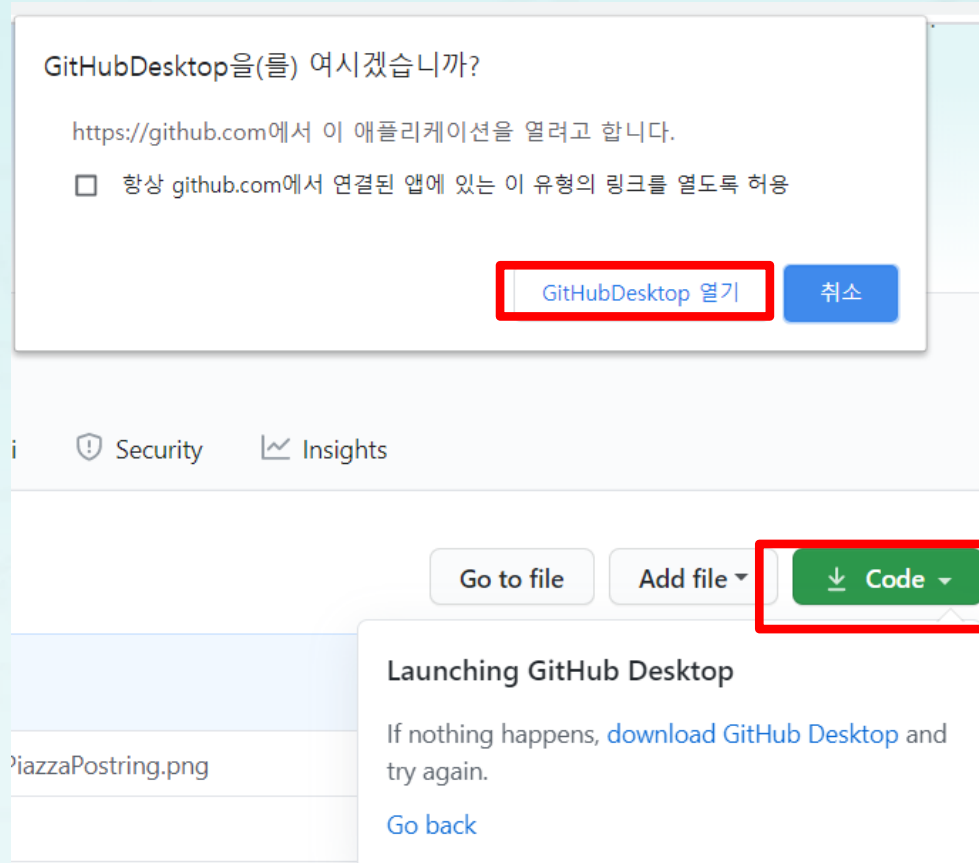 GitHubDesktop을(를) 여시겠습니까?
https://github.com에서 이 애플리케이션을 열려고 합니다.
항상 github.com에서 연결된 앱에 있는 이 유형의 링크를 열도록 허용
GitHubDesktop 열기 취소
i Security Insights
Go to file Add file Code
Launching GitHub Desktop
If nothing happens, download GitHub Desktop and
try again.
PiazzaPostring.png
Go back